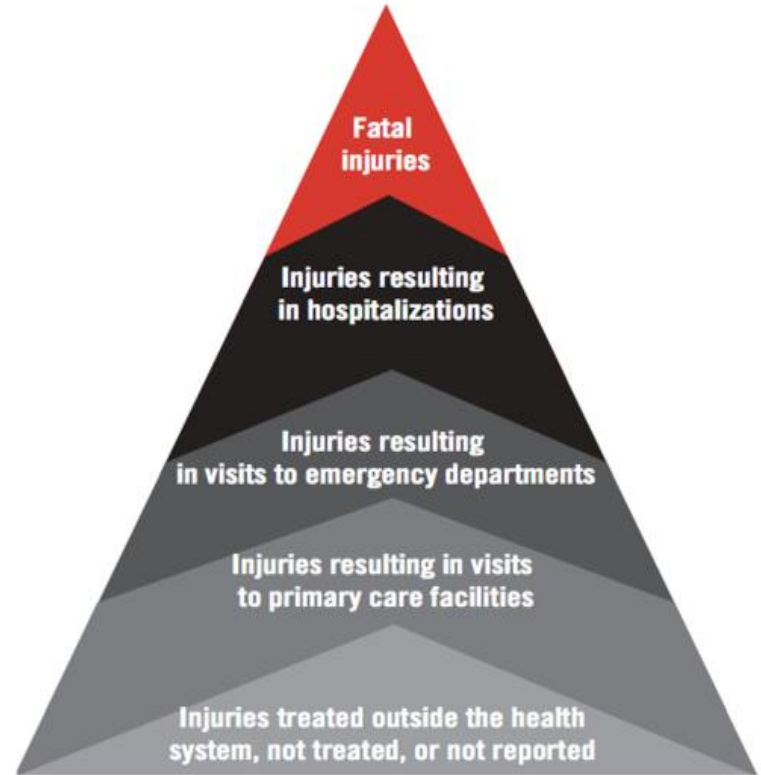 Fatal
injuries
Injuries resulting
in hospitalizations
Injuries resulting
in visits to emergency departments
Injuries resulting in visits
to primary care facilities
Injuries treated outside the health
system, not treated, or not reported